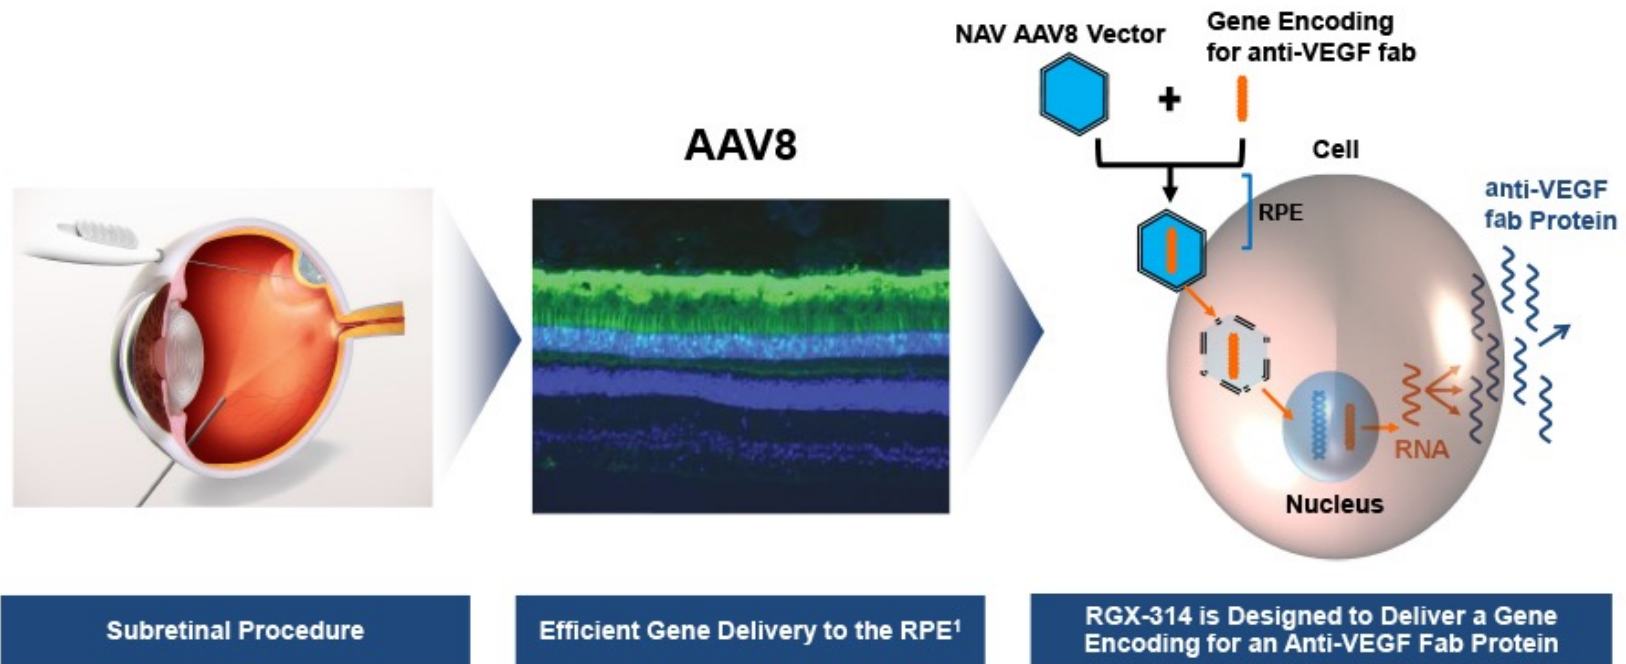 NAV AAV8 Vector
Gene Encoding
for anti-VEGF fab
+
AAV8
Cell
RPE
anti-VEGF
fab Protein
RNA
Nucleus
Subretinal Procedure
Efficient Gene Delivery to the RPE¹
RGX-314 is Designed to Deliver a Gene
Encoding for an Anti-VEGF Fab Protein